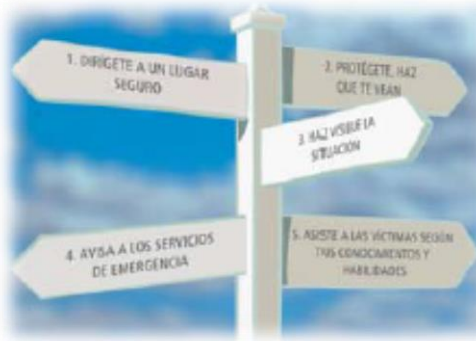 1. DIRÍGETE A UN LUGAR
SEGURO
2. PROTÉGETE, HAZ
QUE TE VEAN
3. HAZ VISIBLE LA
SITUACIÓN
4. AVISA A LOS SERVICIOS
DE EMERGENCIA
5. ASISTE A LAS VÍCTIMAS SEGÚN
TUS CONOCIMIENTOS Y
HABILIDADES